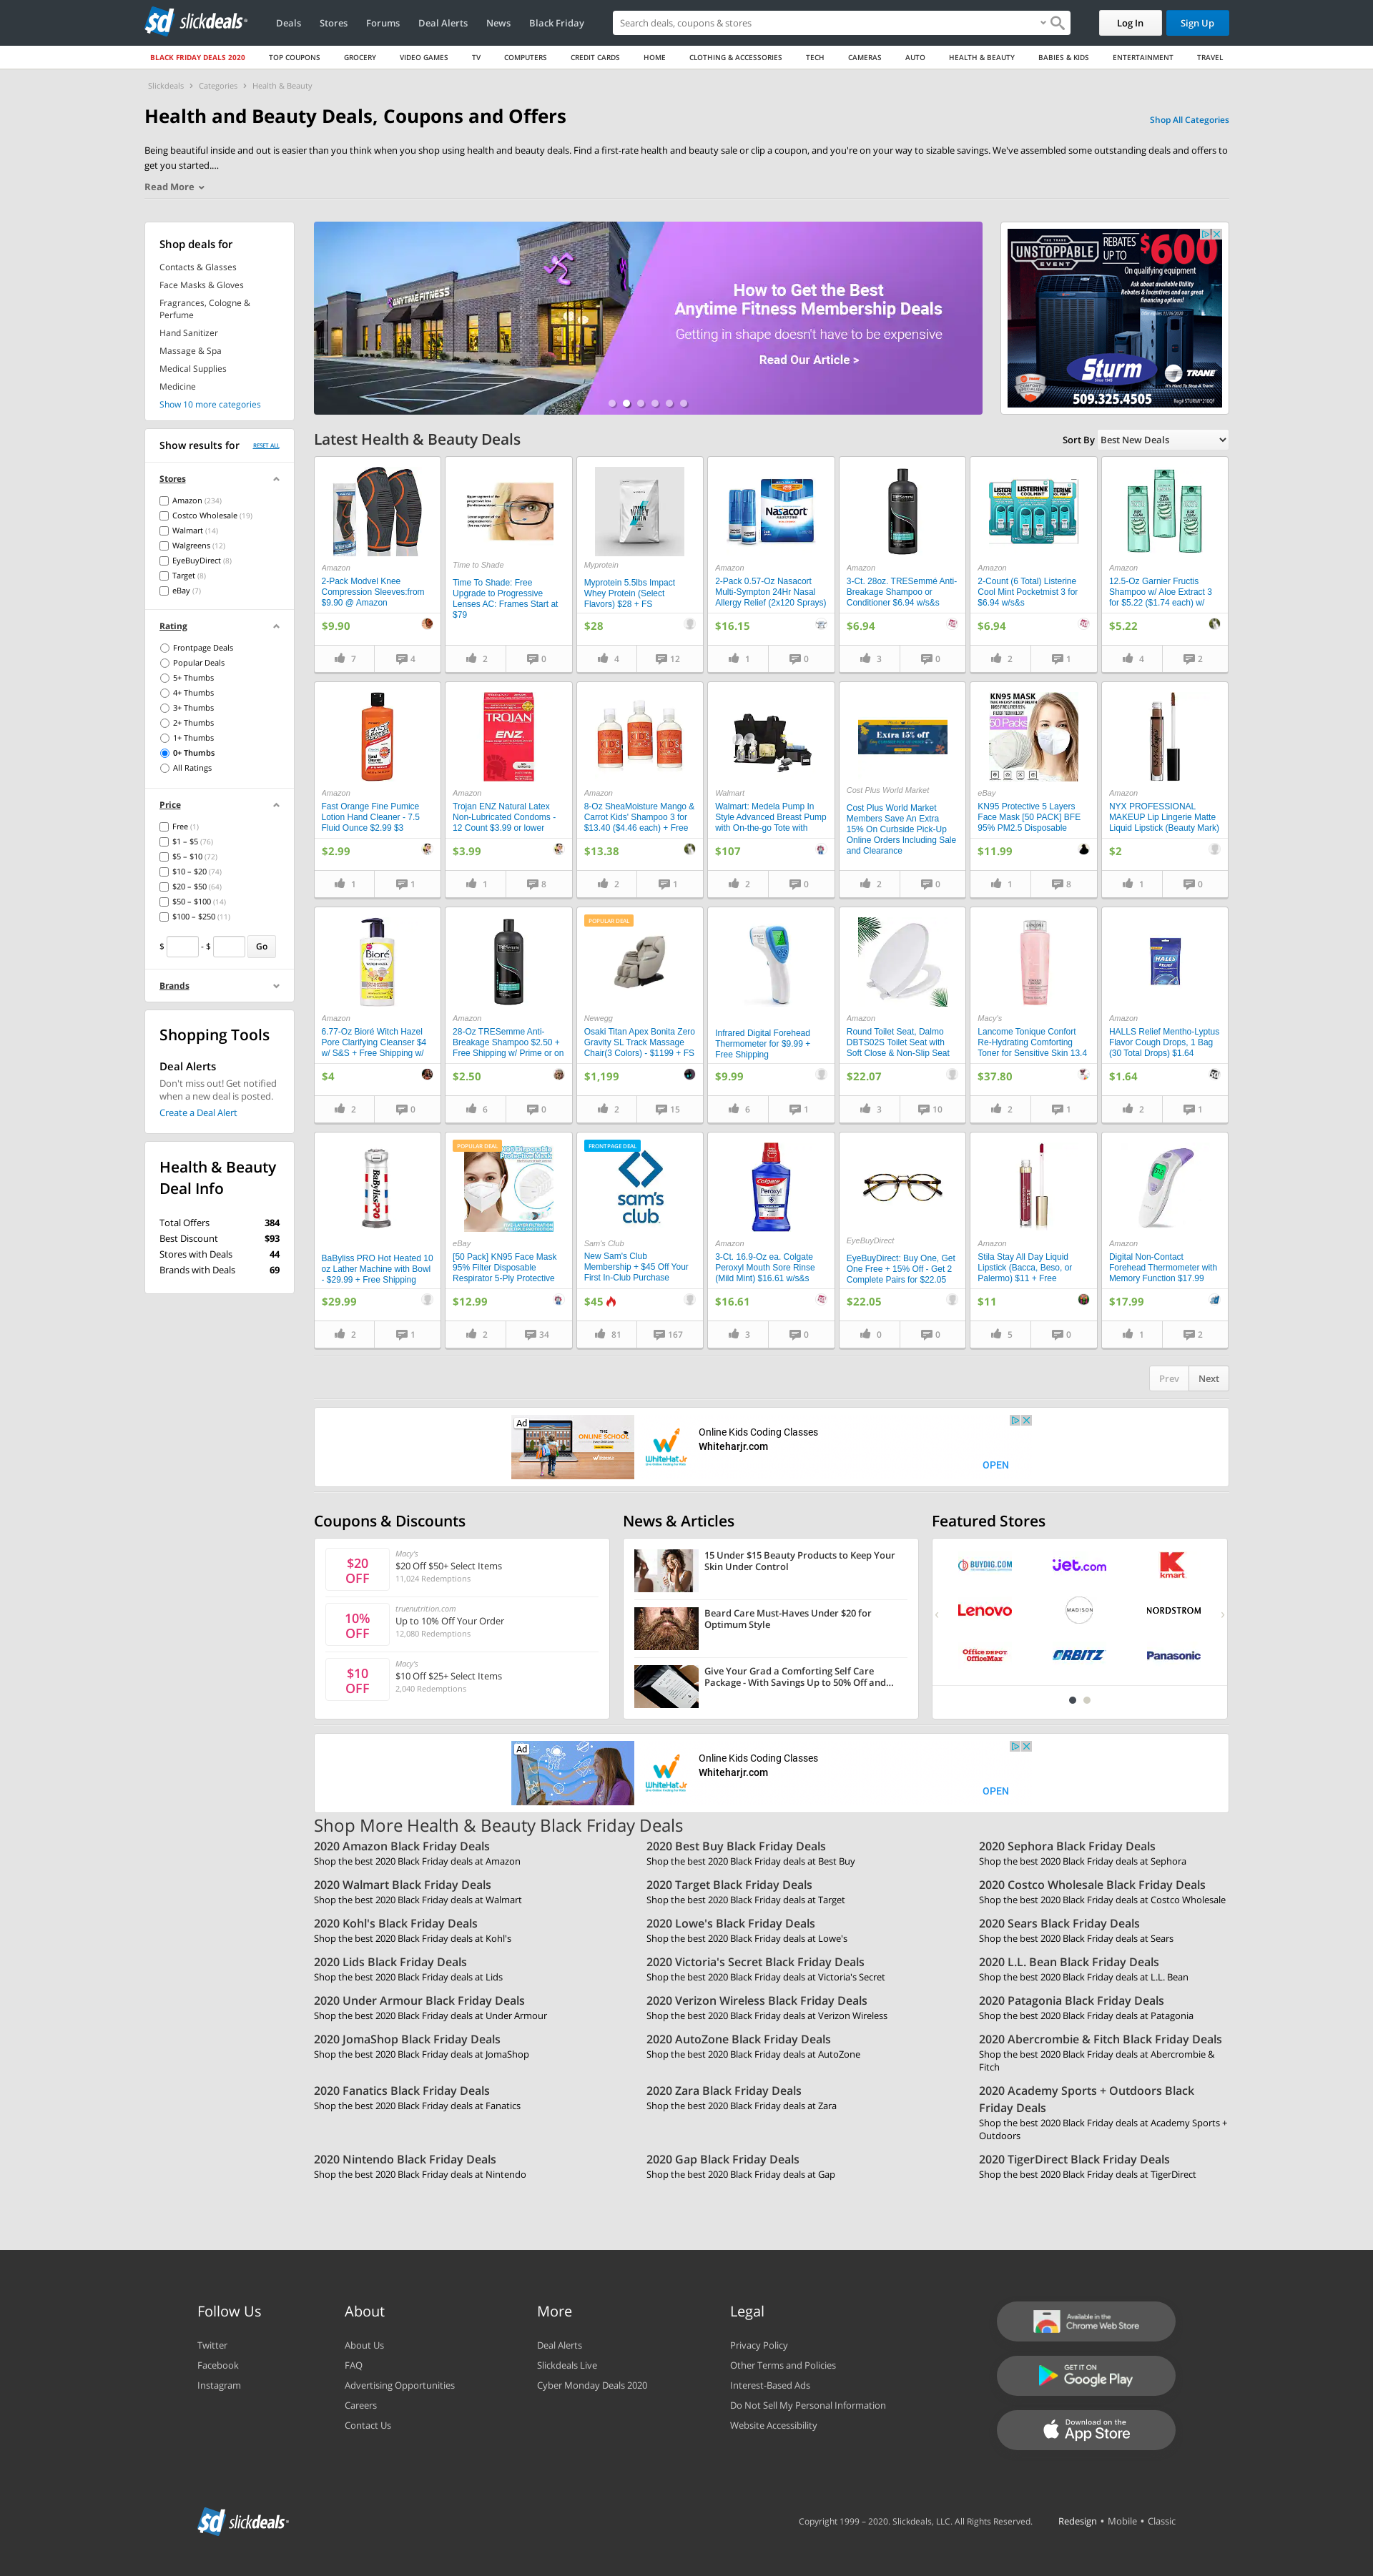 slickdeals
Deals Stores Forums Deal Alerts News Black Friday
Search deals, coupons & stores
Log In
Sign Up
BLACK FRIDAY DEALS 2020 TOP COUPONS GROCERY VIDEO GAMES TV COMPUTERS CREDIT CARDS HOME CLOTHING & ACCESSORIES TECH CAMERAS AUTO HEALTH & BEAUTY BABIES & KIDS ENTERTAINMENT TRAVEL
Slickdeals > Categories > Health & Beauty
Health and Beauty Deals, Coupons and Offers
Shop All Categories
Being beautiful inside and out is easier than you think when you shop using health and beauty deals. Find a first-rate health and beauty sale or clip a coupon, and you're on your way to sizable savings. We've assembled some outstanding deals and offers to
get you started....
Read More
Shop deals for
Contacts & Glasses
Face Masks & Gloves
Fragrances, Cologne &
Perfume
Hand Sanitizer
Massage & Spa
Medical Supplies
Medicine
Show 10 more categories
Show results for
RESET ALL
Stores
Amazon (234)
Costco Wholesale (19)
Walmart (14)
Walgreens (12)
EyeBuyDirect (8)
Target (8)
eBay (7)
Rating
Frontpage Deals
Popular Deals
5+ Thumbs
4+ Thumbs
3+ Thumbs
2+ Thumbs
1+ Thumbs
0+ Thumbs
All Ratings
Price
Free (1)
$1 – $5 (76)
$5 – $10 (72)
$10 – $20 (74)
$20 – $50 (64)
$50 – $100 (14)
$100 – $250 (11)
$ - $ Go
Brands
Shopping Tools
Deal Alerts
Don't miss out! Get notified
when a new deal is posted.
Create a Deal Alert
Health & Beauty
Deal Info
Total Offers 384
Best Discount $93
Stores with Deals 44
Brands with Deals 69
ANYTIME FITNESS
How to Get the Best
Anytime Fitness Membership Deals
Getting in shape doesn't have to be expensive
Read Our Article >
THE TRANE
UNSTOPPABLE
EVENT
REBATES
UP TO
$600
On qualifying equipment
Ask about available Utility
Rebates & Incentives and our great
financing options!
Sturm
TRANE
It's Hard To Stop A Trane.
509.325.4505
Latest Health & Beauty Deals
Sort By Best New Deals
Amazon
2-Pack Modvel Knee
Compression Sleeves:from
$9.90 @ Amazon
$9.90
7 4
Time to Shade
Time To Shade: Free
Upgrade to Progressive
Lenses AC: Frames Start at
$79
2 0
Myprotein
Myprotein 5.5lbs Impact
Whey Protein (Select
Flavors) $28 + FS
$28
4 12
Nasacort
Amazon
2-Pack 0.57-Oz Nasacort
Multi-Sympton 24Hr Nasal
Allergy Relief (2x120 Sprays)
$16.15
1 0
Amazon
3-Ct. 28oz. TRESemmé Anti-
Breakage Shampoo or
Conditioner $6.94 w/s&s
$6.94
3 0
LISTERINE
COOL MINT
Amazon
2-Count (6 Total) Listerine
Cool Mint Pocketmist 3 for
$6.94 w/s&s
$6.94
2 1
Amazon
12.5-Oz Garnier Fructis
Shampoo w/ Aloe Extract 3
for $5.22 ($1.74 each) w/
$5.22
4 2
FAST ORANGE
Amazon
Fast Orange Fine Pumice
Lotion Hand Cleaner - 7.5
Fluid Ounce $2.99 $3
$2.99
1 1
TROJAN
ENZ
Amazon
Trojan ENZ Natural Latex
Non-Lubricated Condoms -
12 Count $3.99 or lower
$3.99
1 8
KIDS
Amazon
8-Oz SheaMoisture Mango &
Carrot Kids' Shampoo 3 for
$13.40 ($4.46 each) + Free
$13.38
2 1
Walmart
Walmart: Medela Pump In
Style Advanced Breast Pump
with On-the-go Tote with
$107
2 0
Extra 15% off
Cost Plus World Market
Cost Plus World Market
Members Save An Extra
15% On Curbside Pick-Up
Online Orders Including Sale
and Clearance
2 0
KN95 MASK
50 Packs
eBay
KN95 Protective 5 Layers
Face Mask [50 PACK] BFE
95% PM2.5 Disposable
$11.99
1 8
Amazon
NYX PROFESSIONAL
MAKEUP Lip Lingerie Matte
Liquid Lipstick (Beauty Mark)
$2
1 0
Bioré
Amazon
6.77-Oz Bioré Witch Hazel
Pore Clarifying Cleanser $4
w/ S&S + Free Shipping w/
$4
2 0
Amazon
28-Oz TRESemme Anti-
Breakage Shampoo $2.50 +
Free Shipping w/ Prime or on
$2.50
6 0
POPULAR DEAL
Newegg
Osaki Titan Apex Bonita Zero
Gravity SL Track Massage
Chair(3 Colors) - $1199 + FS
$1,199
2 15
Infrared Digital Forehead
Thermometer for $9.99 +
Free Shipping
$9.99
6 1
Amazon
Round Toilet Seat, Dalmo
DBTS02S Toilet Seat with
Soft Close & Non-Slip Seat
$22.07
3 10
Macy's
Lancome Tonique Confort
Re-Hydrating Comforting
Toner for Sensitive Skin 13.4
$37.80
2 1
HALLS
Amazon
HALLS Relief Mentho-Lyptus
Flavor Cough Drops, 1 Bag
(30 Total Drops) $1.64
$1.64
2 1
BaBylissPRO
BaByliss PRO Hot Heated 10
oz Lather Machine with Bowl
- $29.99 + Free Shipping
$29.99
2 1
POPULAR DEAL
eBay
[50 Pack] KN95 Face Mask
95% Filter Disposable
Respirator 5-Ply Protective
$12.99
2 34
FRONTPAGE DEAL
sam's
club
Sam's Club
New Sam's Club
Membership + $45 Off Your
First In-Club Purchase
$45
81 167
Colgate
Peroxyl
Amazon
3-Ct. 16.9-Oz ea. Colgate
Peroxyl Mouth Sore Rinse
(Mild Mint) $16.61 w/s&s
$16.61
3 0
EyeBuyDirect
EyeBuyDirect: Buy One, Get
One Free + 15% Off - Get 2
Complete Pairs for $22.05
$22.05
0 0
Amazon
Stila Stay All Day Liquid
Lipstick (Bacca, Beso, or
Palermo) $11 + Free
$11
5 0
Amazon
Digital Non-Contact
Forehead Thermometer with
Memory Function $17.99
$17.99
1 2
Prev Next
Ad
THE
ONLINE SCHOOL
WhiteHat Jr
Online Kids Coding Classes
Whiteharjr.com
OPEN
Coupons & Discounts
$20
OFF
Macy's
$20 Off $50+ Select Items
11,024 Redemptions
10%
OFF
truenutrition.com
Up to 10% Off Your Order
12,080 Redemptions
$10
OFF
Macy's
$10 Off $25+ Select Items
2,040 Redemptions
News & Articles
15 Under $15 Beauty Products to Keep Your
Skin Under Control
Beard Care Must-Haves Under $20 for
Optimum Style
Give Your Grad a Comforting Self Care
Package - With Savings Up to 50% Off and...
Featured Stores
BUYDIG.COM
jet.com
kmart
Lenovo
MADISON
NORDSTROM
Office DEPOT
OfficeMax
ORBITZ
Panasonic
Ad
WhiteHat Jr
Online Kids Coding Classes
Whiteharjr.com
OPEN
Shop More Health & Beauty Black Friday Deals
2020 Amazon Black Friday Deals
Shop the best 2020 Black Friday deals at Amazon
2020 Best Buy Black Friday Deals
Shop the best 2020 Black Friday deals at Best Buy
2020 Sephora Black Friday Deals
Shop the best 2020 Black Friday deals at Sephora
2020 Walmart Black Friday Deals
Shop the best 2020 Black Friday deals at Walmart
2020 Target Black Friday Deals
Shop the best 2020 Black Friday deals at Target
2020 Costco Wholesale Black Friday Deals
Shop the best 2020 Black Friday deals at Costco Wholesale
2020 Kohl's Black Friday Deals
Shop the best 2020 Black Friday deals at Kohl's
2020 Lowe's Black Friday Deals
Shop the best 2020 Black Friday deals at Lowe's
2020 Sears Black Friday Deals
Shop the best 2020 Black Friday deals at Sears
2020 Lids Black Friday Deals
Shop the best 2020 Black Friday deals at Lids
2020 Victoria's Secret Black Friday Deals
Shop the best 2020 Black Friday deals at Victoria's Secret
2020 L.L. Bean Black Friday Deals
Shop the best 2020 Black Friday deals at L.L. Bean
2020 Under Armour Black Friday Deals
Shop the best 2020 Black Friday deals at Under Armour
2020 Verizon Wireless Black Friday Deals
Shop the best 2020 Black Friday deals at Verizon Wireless
2020 Patagonia Black Friday Deals
Shop the best 2020 Black Friday deals at Patagonia
2020 JomaShop Black Friday Deals
Shop the best 2020 Black Friday deals at JomaShop
2020 AutoZone Black Friday Deals
Shop the best 2020 Black Friday deals at AutoZone
2020 Abercrombie & Fitch Black Friday Deals
Shop the best 2020 Black Friday deals at Abercrombie &
Fitch
2020 Fanatics Black Friday Deals
Shop the best 2020 Black Friday deals at Fanatics
2020 Zara Black Friday Deals
Shop the best 2020 Black Friday deals at Zara
2020 Academy Sports + Outdoors Black
Friday Deals
Shop the best 2020 Black Friday deals at Academy Sports +
Outdoors
2020 Nintendo Black Friday Deals
Shop the best 2020 Black Friday deals at Nintendo
2020 Gap Black Friday Deals
Shop the best 2020 Black Friday deals at Gap
2020 TigerDirect Black Friday Deals
Shop the best 2020 Black Friday deals at TigerDirect
Follow Us
Twitter
Facebook
Instagram
About
About Us
FAQ
Advertising Opportunities
Careers
Contact Us
More
Deal Alerts
Slickdeals Live
Cyber Monday Deals 2020
Legal
Privacy Policy
Other Terms and Policies
Interest-Based Ads
Do Not Sell My Personal Information
Website Accessibility
Available in the
Chrome Web Store
GET IT ON
Google Play
Download on the
App Store
slickdeals
Copyright 1999 – 2020. Slickdeals, LLC. All Rights Reserved.
Redesign • Mobile • Classic